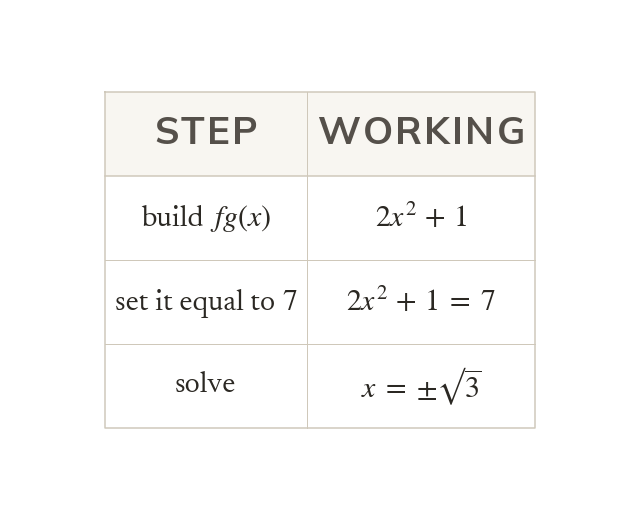 STEP WORKING
build fg(x) 2x² + 1
set it equal to 7 2x² + 1 = 7
solve x = ±√3